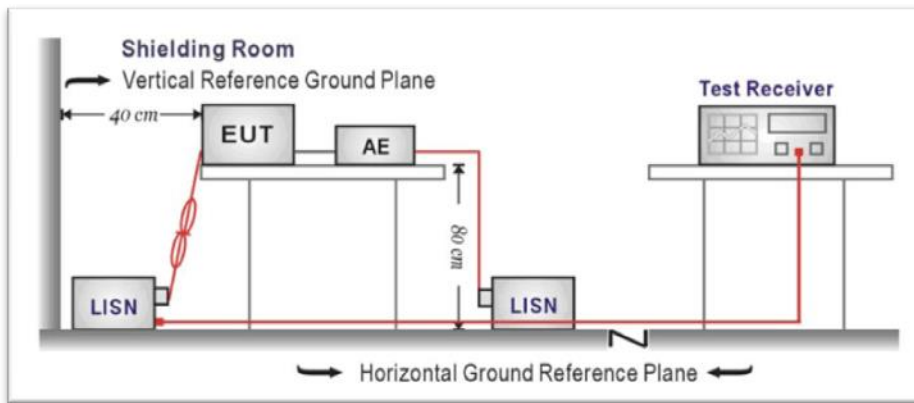 Shielding Room
Vertical Reference Ground Plane
Test Receiver
40 cm
EUT
AE
80 cm
LISN
LISN
Horizontal Ground Reference Plane